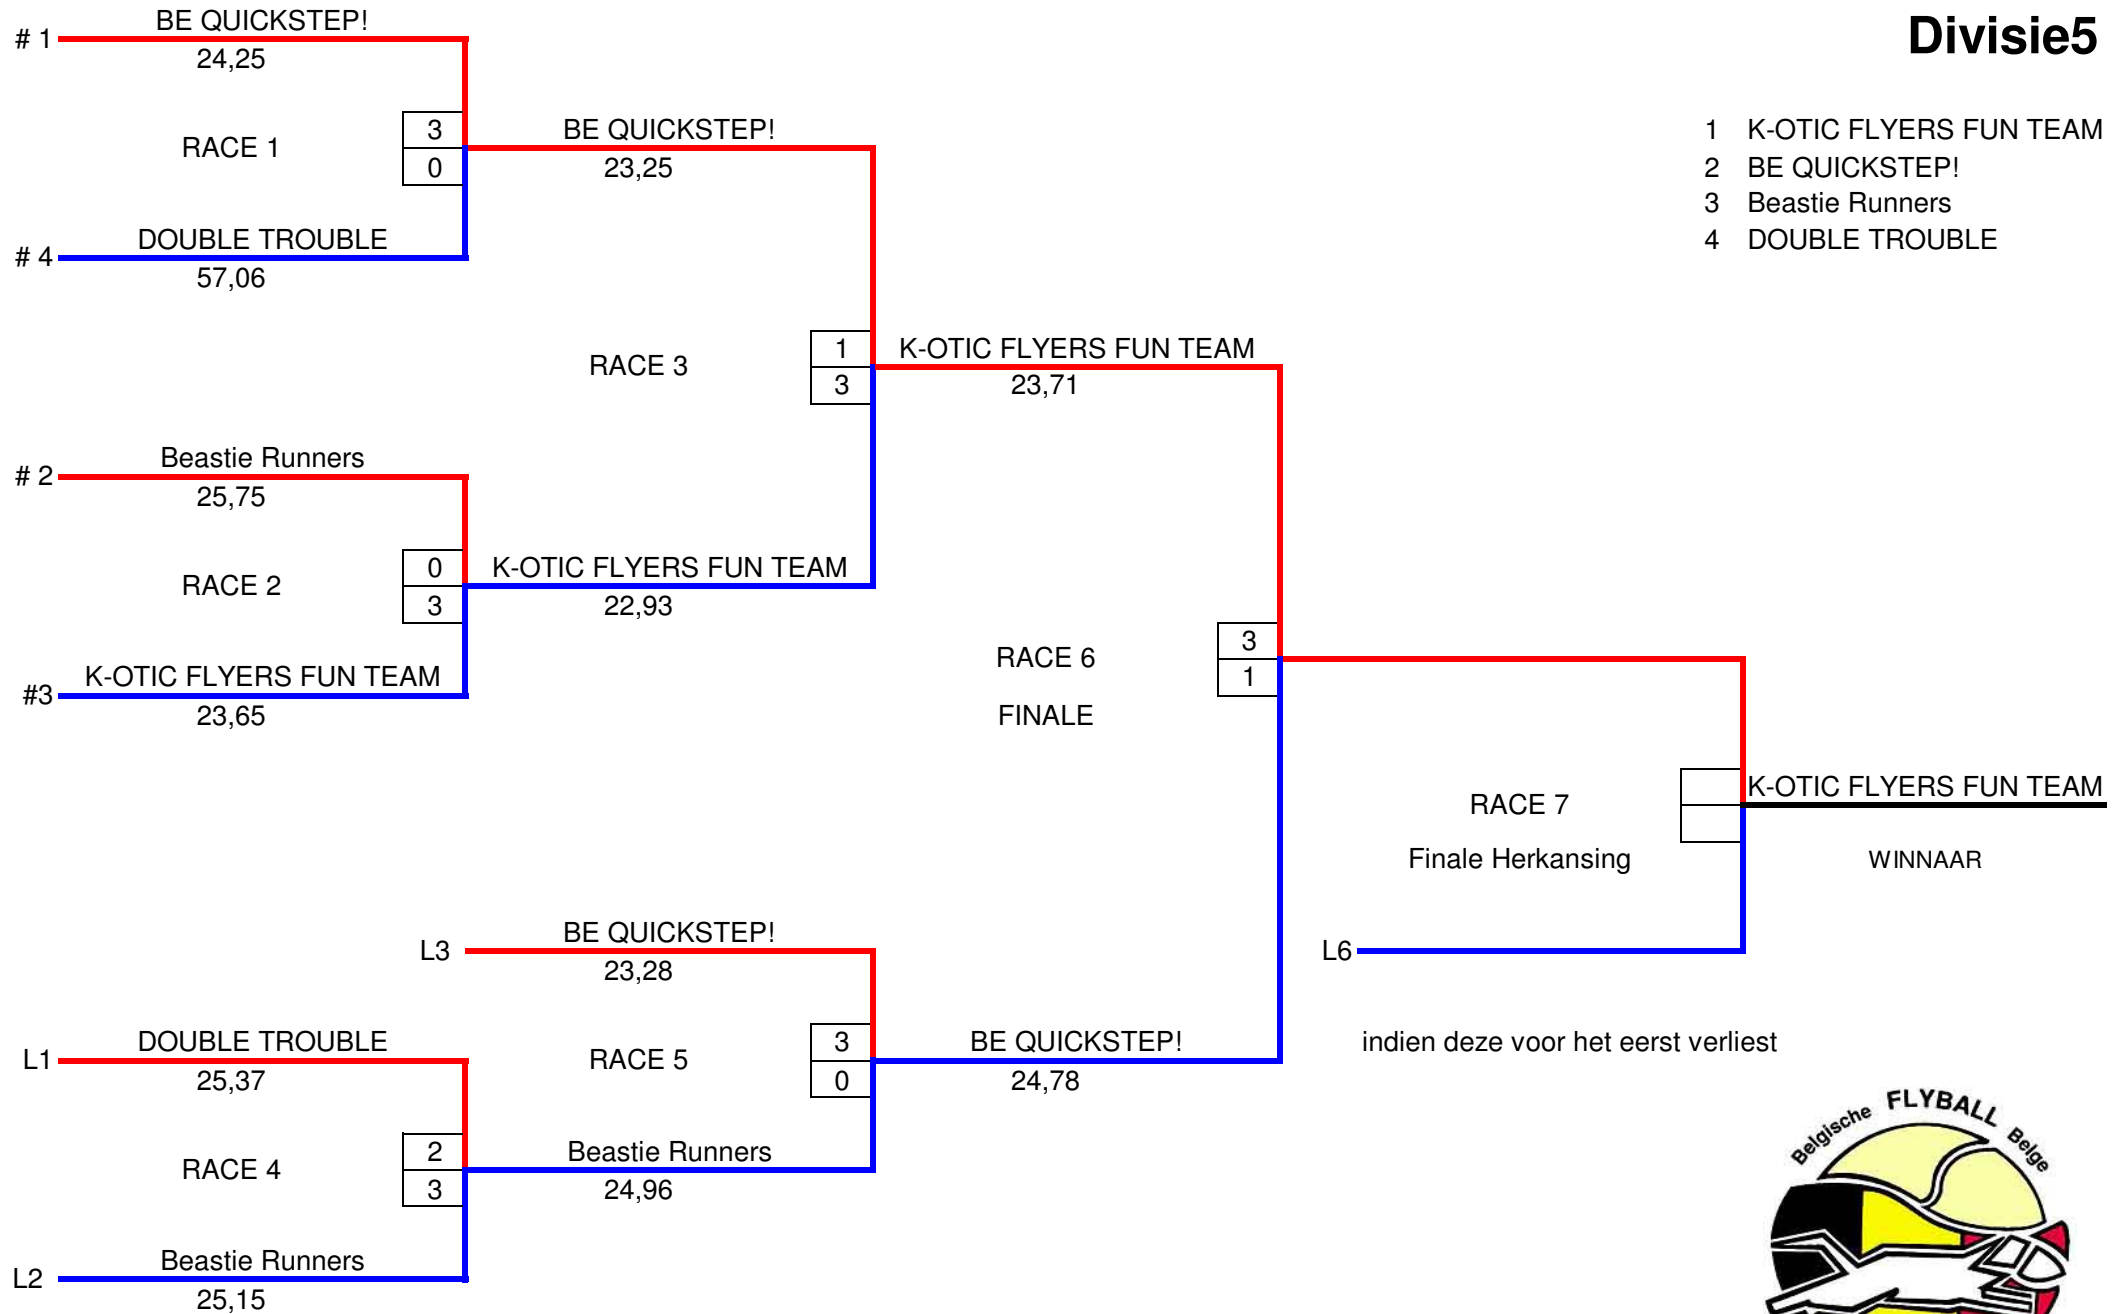 Divisie5
1 K-OTIC FLYERS FUN TEAM
2 BE QUICKSTEP!
3 Beastie Runners
4 DOUBLE TROUBLE
# 1
BE QUICKSTEP!
24,25
RACE 1
3
0
# 4
DOUBLE TROUBLE
57,06
BE QUICKSTEP!
23,25
RACE 3
1
3
# 2
Beastie Runners
25,75
RACE 2
0
3
#3
K-OTIC FLYERS FUN TEAM
23,65
K-OTIC FLYERS FUN TEAM
22,93
K-OTIC FLYERS FUN TEAM
23,71
RACE 6
FINALE
3
1
RACE 7
Finale Herkansing
K-OTIC FLYERS FUN TEAM
WINNAAR
L6
indien deze voor het eerst verliest
L3
BE QUICKSTEP!
23,28
RACE 5
3
0
BE QUICKSTEP!
24,78
L1
DOUBLE TROUBLE
25,37
RACE 4
2
3
Beastie Runners
24,96
L2
Beastie Runners
25,15
Belgische FLYBALL Belge